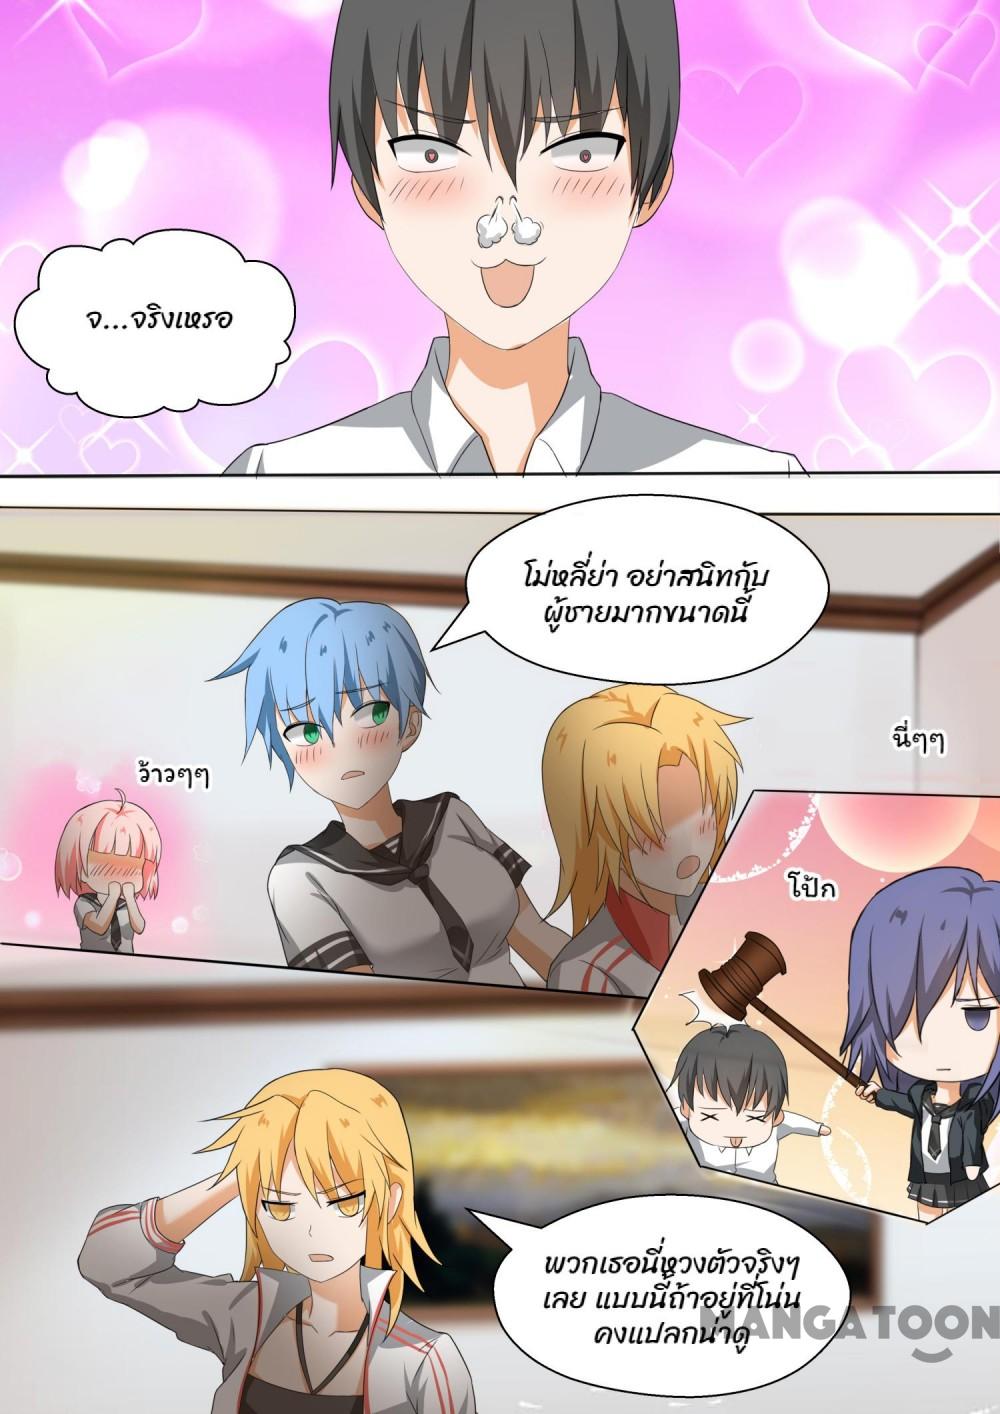 จ...จริงเหรอ
โม่หลี่ย่า อย่าสนิทกับ
ผู้ชายมากขนาดนี้
นี่ๆๆ
ว้าวๆๆ
โป้ก
พวกเธอนี่หวงตัวจริงๆ
เลย แบบนี้ถ้าอยู่ที่โน่น
คงแปลกน่าดู
MANGATOON